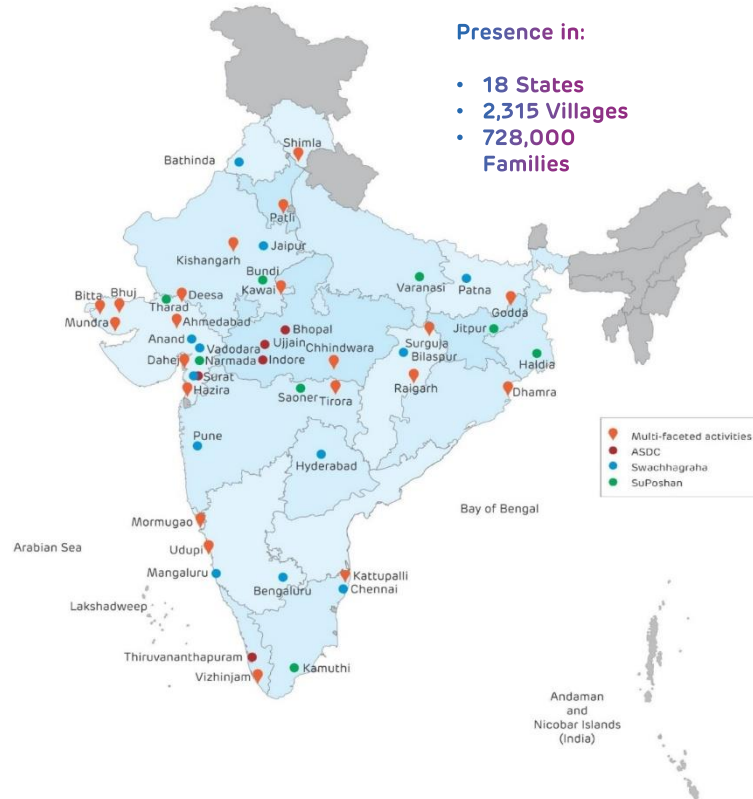 Presence in:
• 18 States
• 2,315 Villages
• 728,000
Families
Shimla
Bathinda
Patli
Kishangarh
Jaipur
Bundi
Kawai
Varanasi
Patna
Bitta
Bhuj
Deesa
Tharad
Godda
Mundra
Ahmedabad
Jitpur
Bhopal
Surguja
Anand
Vadodara
Ujjain
Chhindwara
Bilaspur
Haldia
Dahej
Narmada
Indore
Surat
Raigarh
Hazira
Saoner
Tirora
Dhamra
Pune
Hyderabad
Multi-faceted activities
ASDC
Swachhagraha
SuPoshan
Bay of Bengal
Mormugao
Arabian Sea
Udupi
Mangaluru
Bengaluru
Kattupalli
Chennai
Lakshadweep
Thiruvananthapuram
Kamuthi
Vizhinjam
Andaman
and
Nicobar Islands
(India)